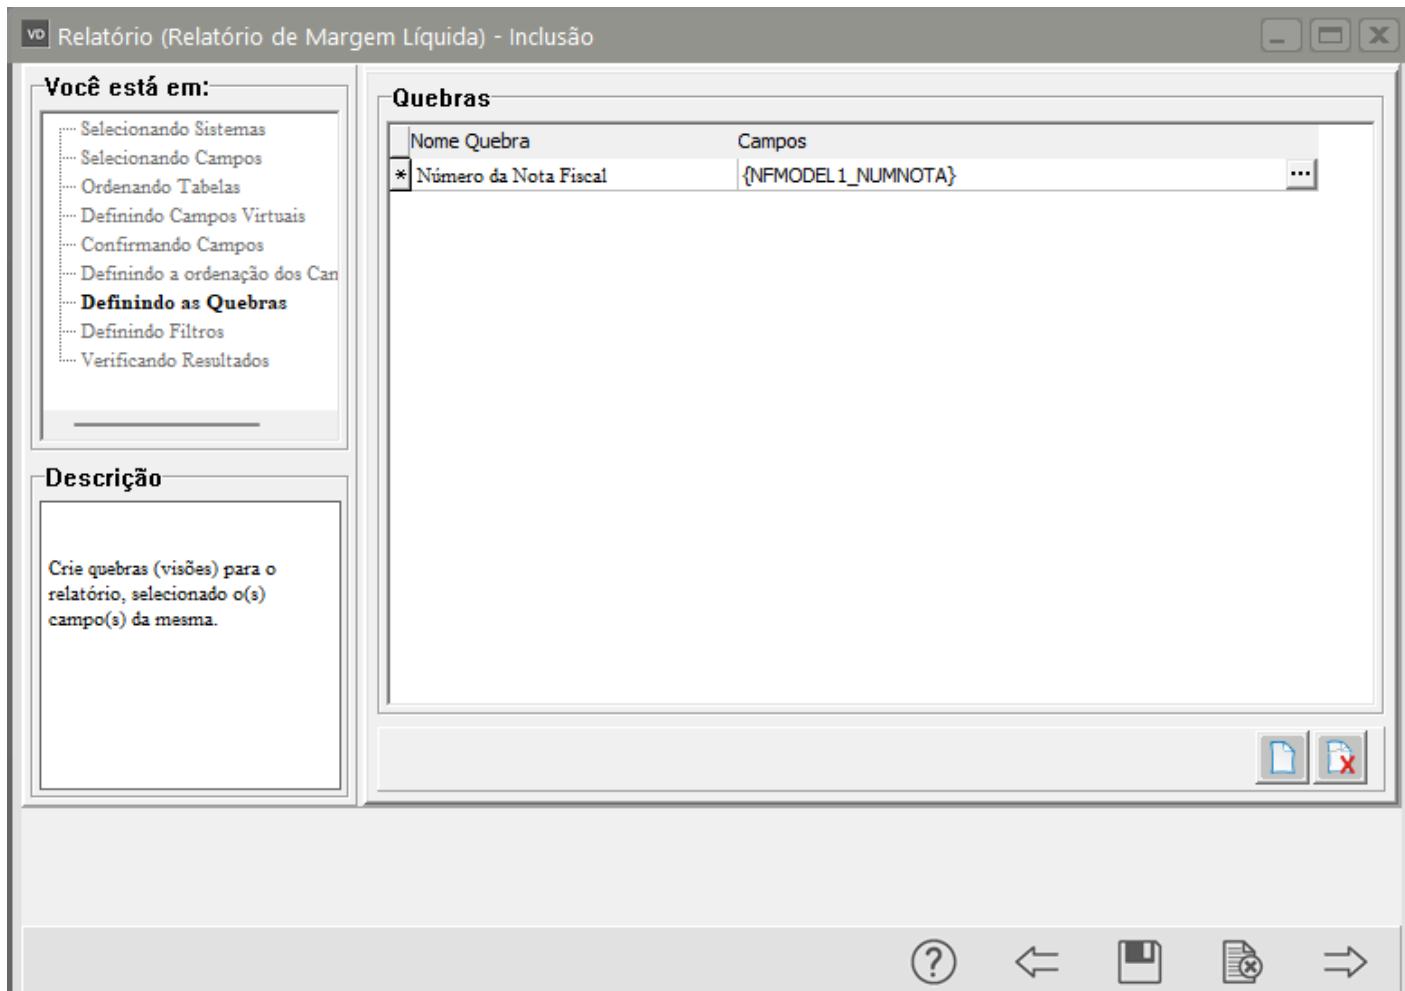 VD Relatório (Relatório de Margem Líquida) - Inclusão
Você está em:
Selecionando Sistemas
Selecionando Campos
Ordenando Tabelas
Definindo Campos Virtuais
Confirmando Campos
Definindo a ordenação dos Can
Definindo as Quebras
Definindo Filtros
Verificando Resultados
Descrição
Crie quebras (visões) para o
relatório, selecionado o(s)
campo(s) da mesma.
Quebras
Nome Quebra Campos
* Número da Nota Fiscal {NFMODEL1_NUMNOTA} ...